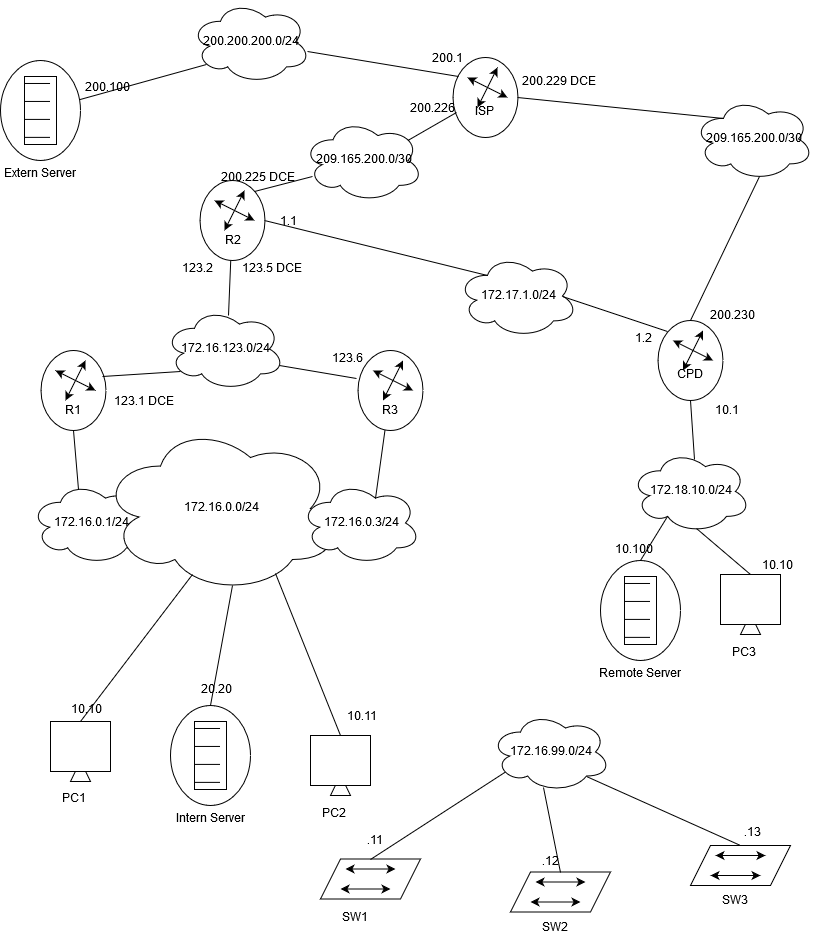 200.200.200.0/24
200.1
200.229 DCE
200.100
200.226
ISP
209.165.200.0/30
209.165.200.0/30
Extern Server
200.225 DCE
1.1
R2
123.2
123.5 DCE
172.17.1.0/24
200.230
1.2
172.16.123.0/24
123.6
CPD
R1
123.1 DCE
R3
10.1
172.18.10.0/24
172.16.0.0/24
172.16.0.1/24
172.16.0.3/24
10.100
10.10
PC3
Remote Server
20.20
10.10
10.11
172.16.99.0/24
PC1
Intern Server
PC2
.11
.12
.13
SW1
SW2
SW3